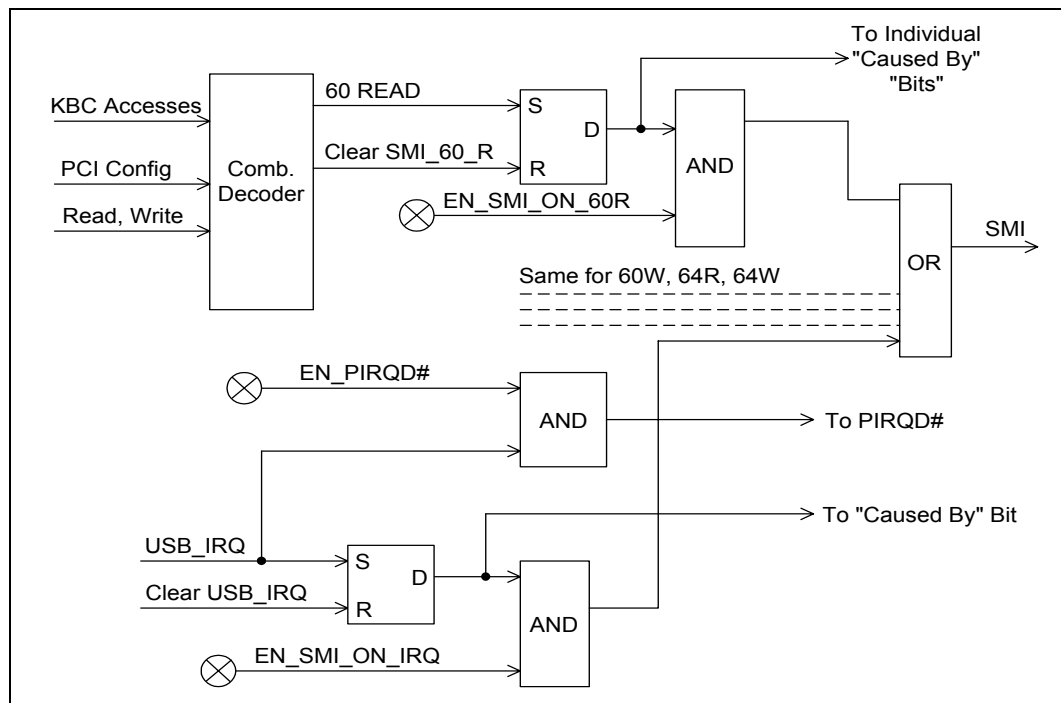 To Individual
"Caused By"
"Bits"
KBC Accesses
60 READ
S
D
PCI Config
Comb.
Decoder
Clear SMI_60_R
R
AND
Read, Write
EN_SMI_ON_60R
SMI
OR
Same for 60W, 64R, 64W
EN_PIRQD#
AND
To PIRQD#
To "Caused By" Bit
USB_IRQ
S
D
Clear USB_IRQ
R
AND
EN_SMI_ON_IRQ